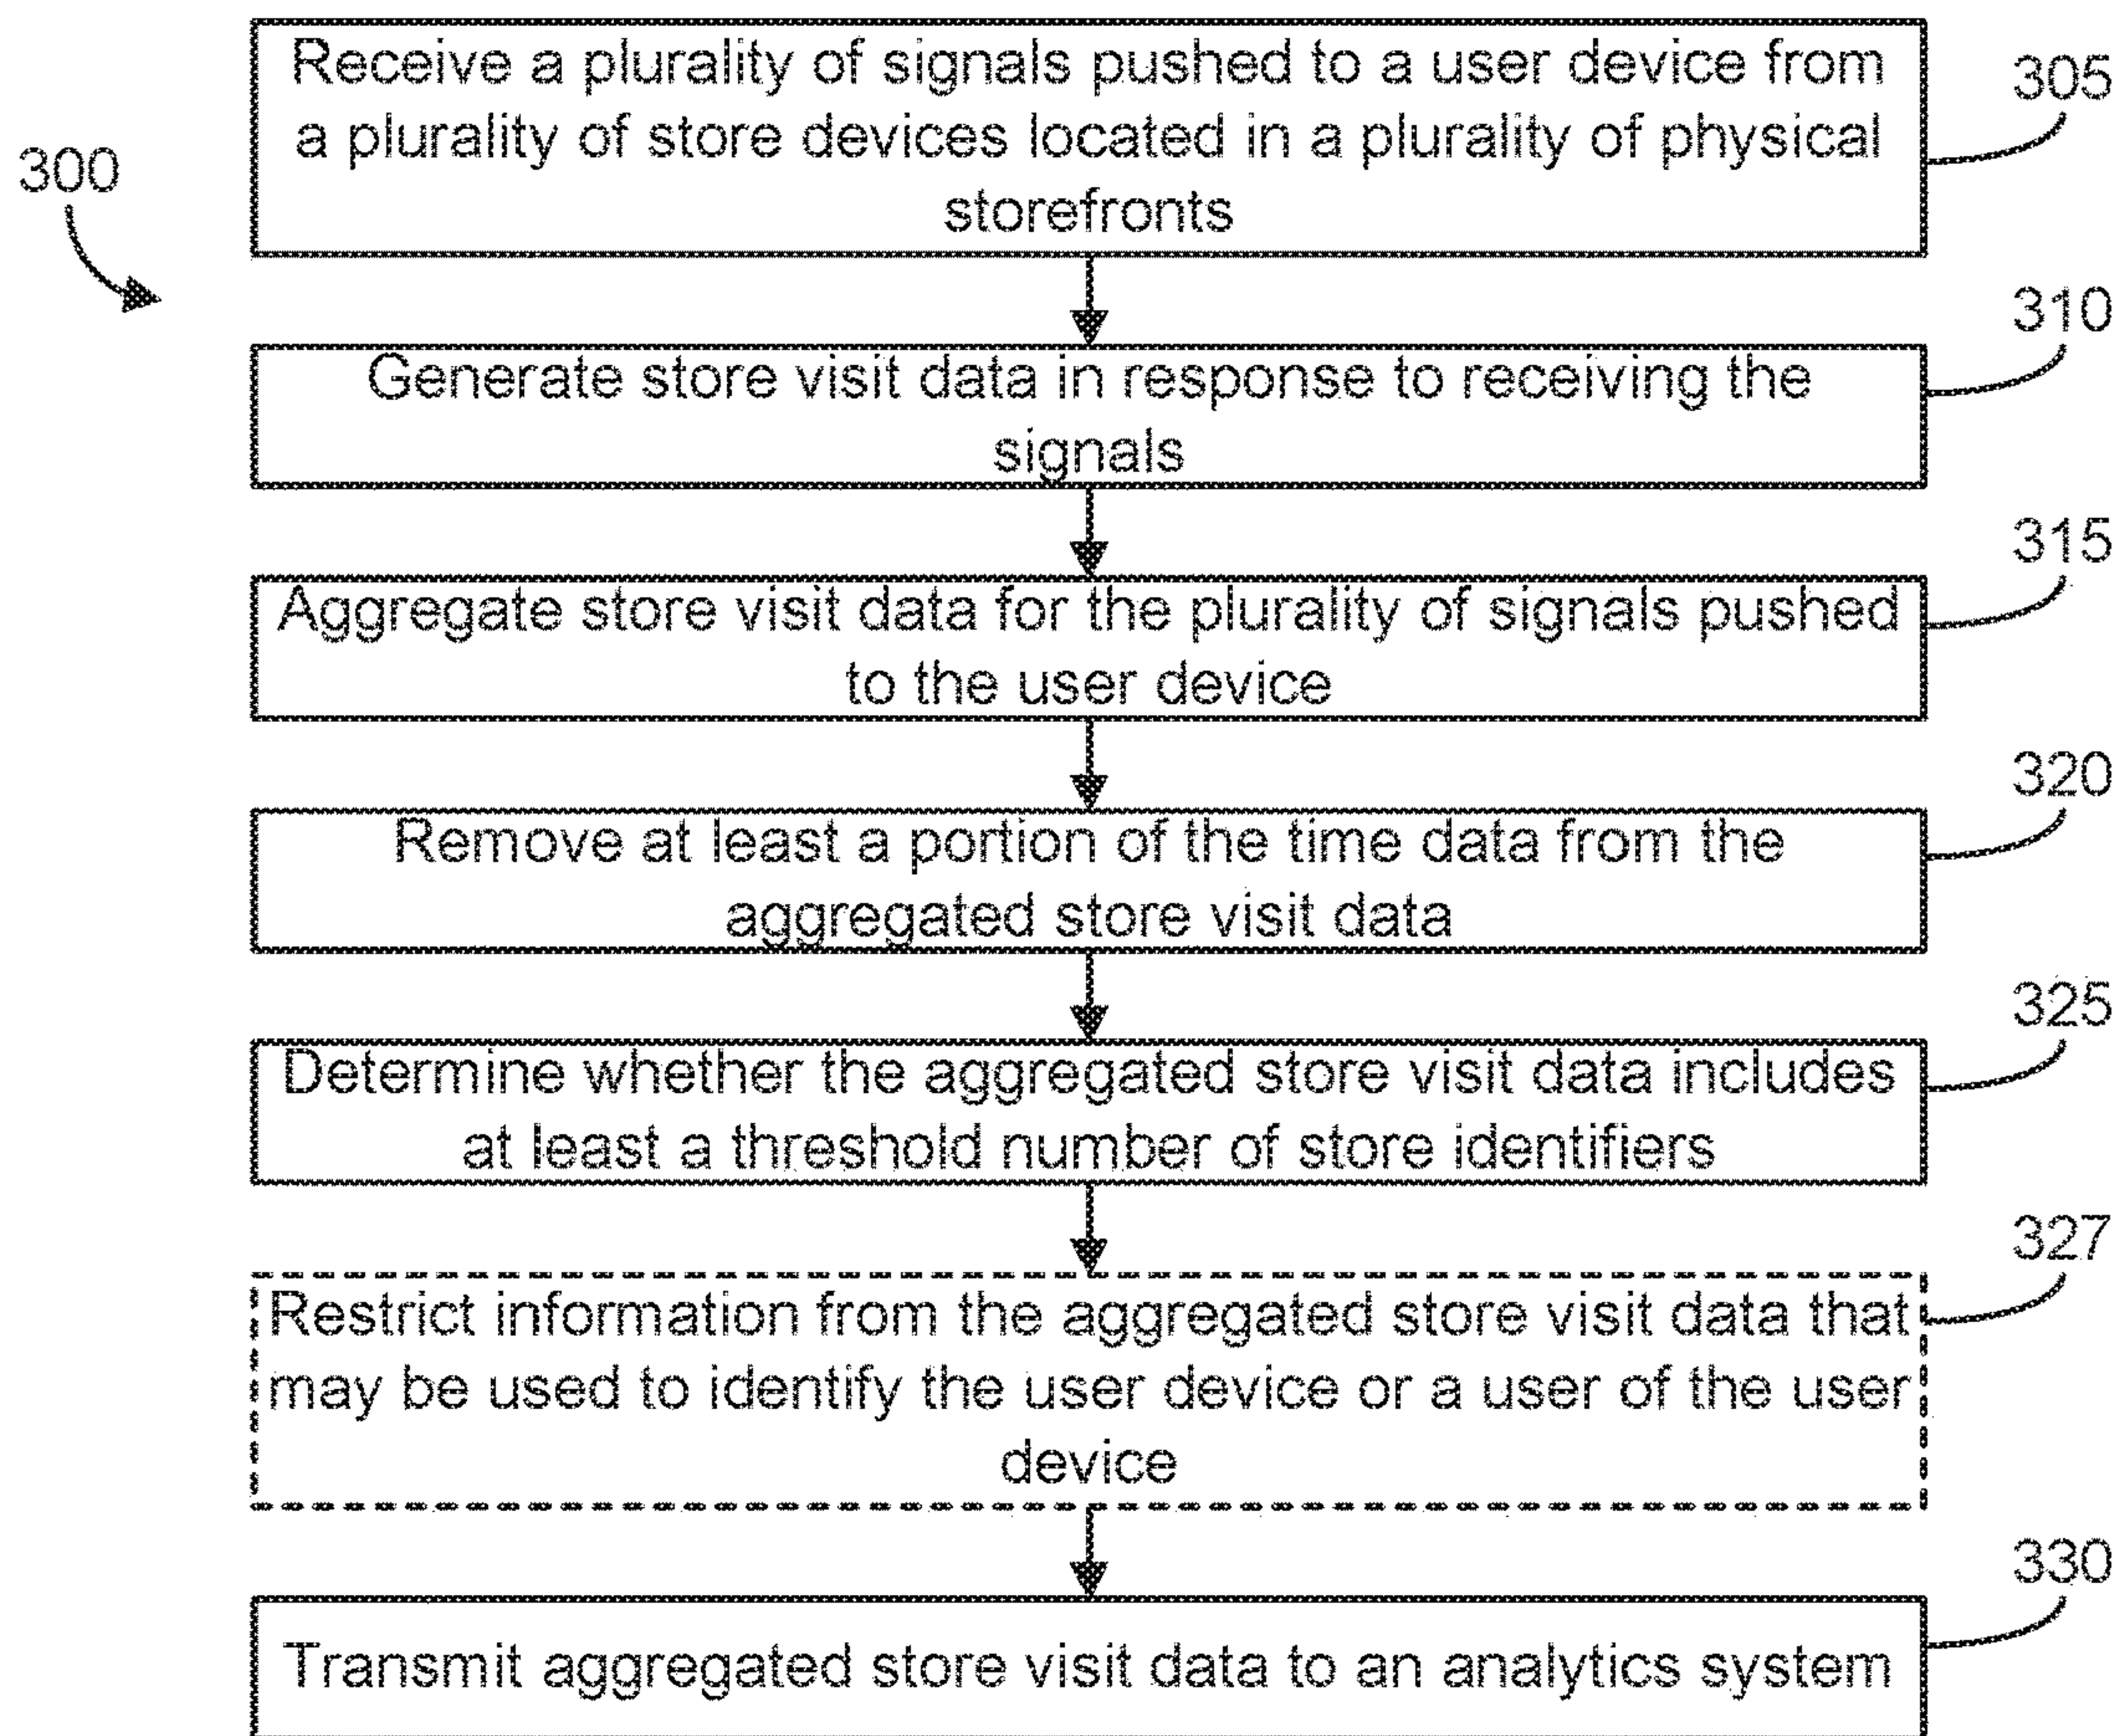 Receive a plurality of signals pushed to a user device from
a plurality of store devices located in a plurality of physical
storefronts
305
300
310
Generate store visit data in response to receiving the
signals
315
Aggregate store visit data for the plurality of signals pushed
to the user device
320
Remove at least a portion of the time data from the
aggregated store visit data
325
Determine whether the aggregated store visit data includes
at least a threshold number of store identifiers
327
Restrict information from the aggregated store visit data that
may be used to identify the user device or a user of the user
device
330
Transmit aggregated store visit data to an analytics system